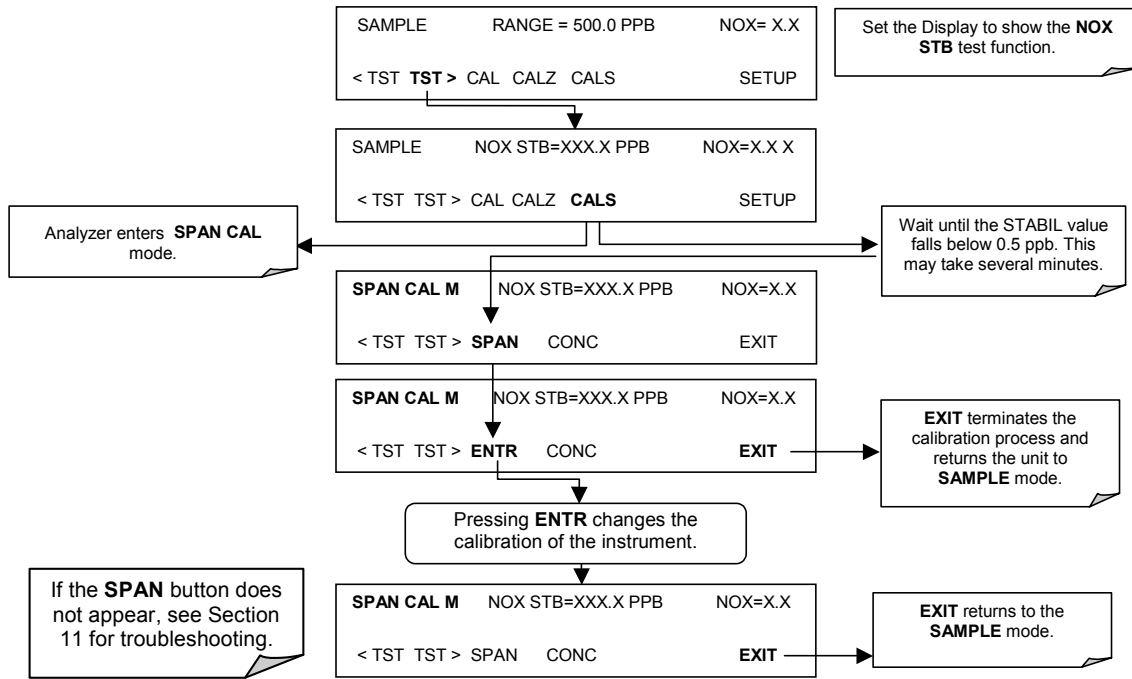 SAMPLE RANGE = 500.0 PPB NOX= X.X
< TST TST > CAL CALZ CALS SETUP
Set the Display to show the NOX
STB test function.
SAMPLE NOX STB=XXX.X PPB NOX=X.X X
< TST TST > CAL CALZ CALS SETUP
Analyzer enters SPAN CAL
mode.
Wait until the STABIL value
falls below 0.5 ppb. This
may take several minutes.
SPAN CAL M NOX STB=XXX.X PPB NOX=X.X
< TST TST > SPAN CONC EXIT
SPAN CAL M NOX STB=XXX.X PPB NOX=X.X
< TST TST > ENTR CONC EXIT
EXIT terminates the
calibration process and
returns the unit to
SAMPLE mode.
Pressing ENTR changes the
calibration of the instrument.
If the SPAN button does
not appear, see Section
11 for troubleshooting.
SPAN CAL M NOX STB=XXX.X PPB NOX=X.X
< TST TST > SPAN CONC EXIT
EXIT returns to the
SAMPLE mode.